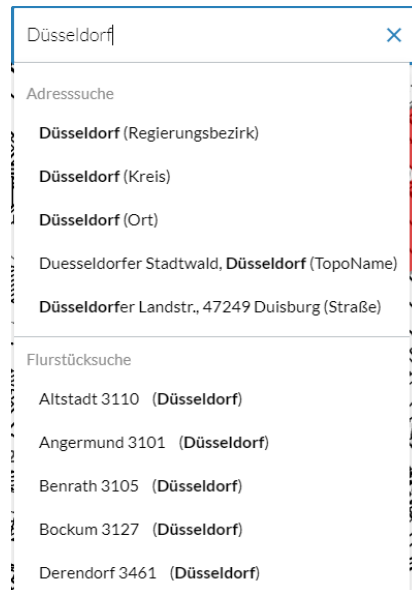 Düsseldorf
Adresssuche
Düsseldorf (Regierungsbezirk)
Düsseldorf (Kreis)
Düsseldorf (Ort)
Duesseldorfer Stadtwald, Düsseldorf (TopoName)
Düsseldorfer Landstr., 47249 Duisburg (Straße)
Flurstücksuche
Altstadt 3110 (Düsseldorf)
Angermund 3101 (Düsseldorf)
Benrath 3105 (Düsseldorf)
Bockum 3127 (Düsseldorf)
Derendorf 3461 (Düsseldorf)